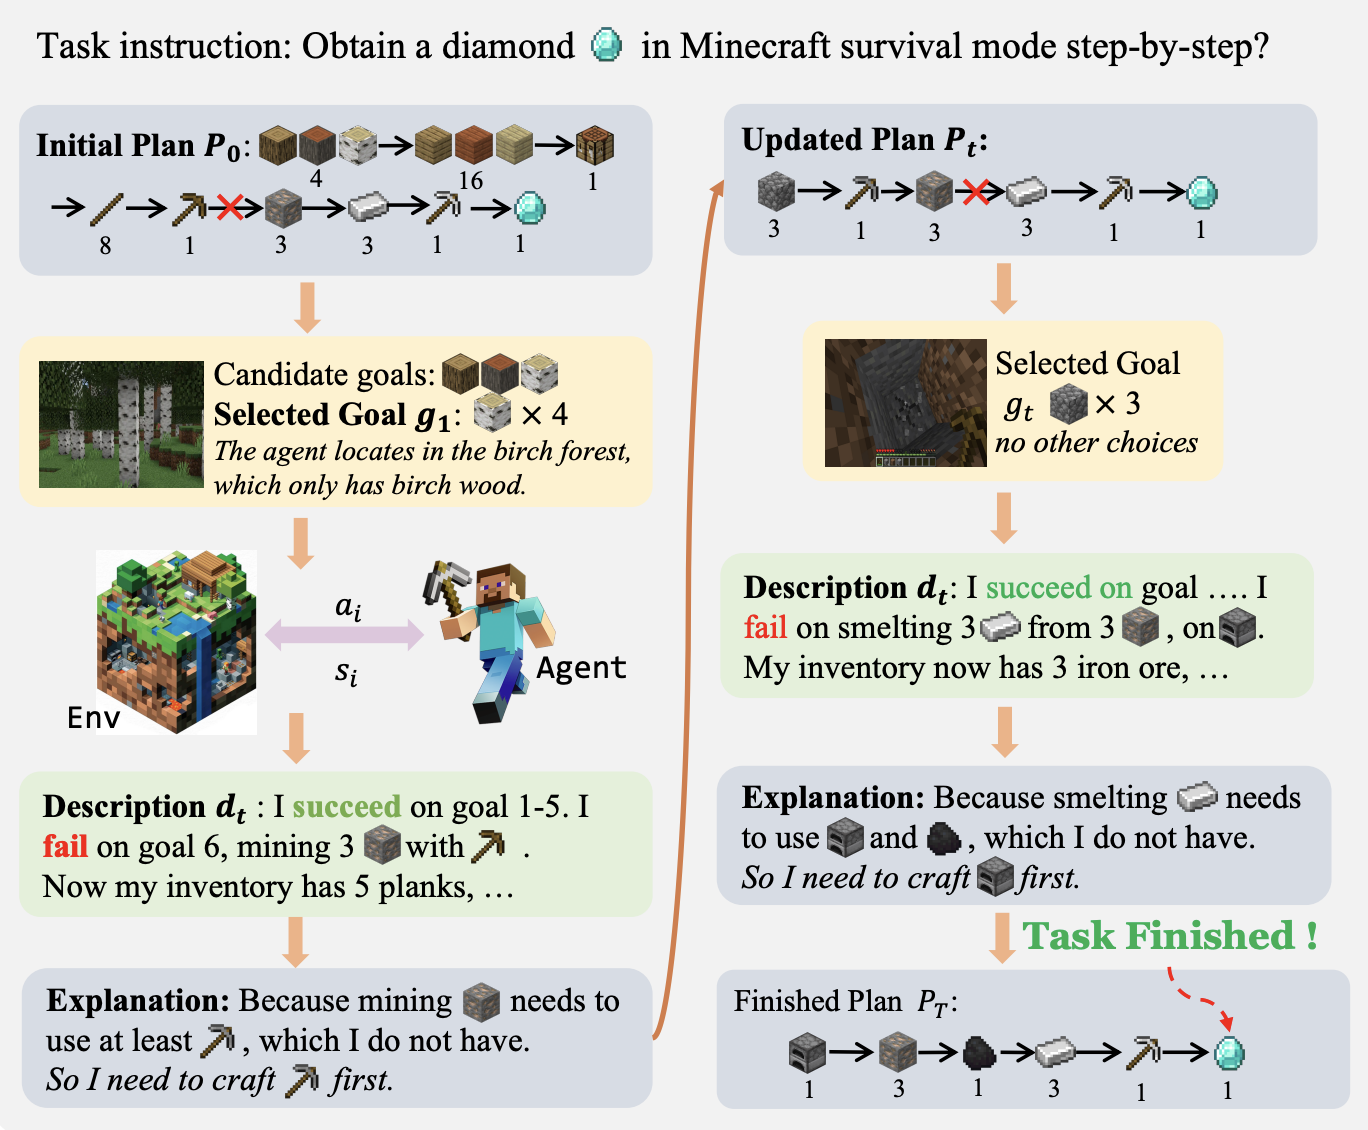 Task instruction: Obtain a diamond in Minecraft survival mode step-by-step?
Initial Plan P₀:
4 16 1
8 1 3 3 1 1
Candidate goals:
Selected Goal g₁: × 4
The agent locates in the birch forest,
which only has birch wood.
aᵢ
sᵢ
Env
Agent
Description dₜ : I succeed on goal 1-5. I
fail on goal 6, mining 3 with .
Now my inventory has 5 planks, …
Explanation: Because mining needs to
use at least , which I do not have.
So I need to craft first.
Updated Plan Pₜ:
3 1 3 3 1 1
Selected Goal
gₜ × 3
no other choices
Description dₜ: I succeed on goal …. I
fail on smelting 3 from 3 , on .
My inventory now has 3 iron ore, …
Explanation: Because smelting needs
to use and , which I do not have.
So I need to craft first.
Task Finished !
Finished Plan P_T:
1 3 1 3 1 1